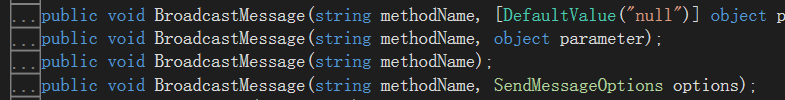 ...public void BroadcastMessage(string methodName, [DefaultValue("null")] object p
...public void BroadcastMessage(string methodName, object parameter);
...public void BroadcastMessage(string methodName);
...public void BroadcastMessage(string methodName, SendMessageOptions options);